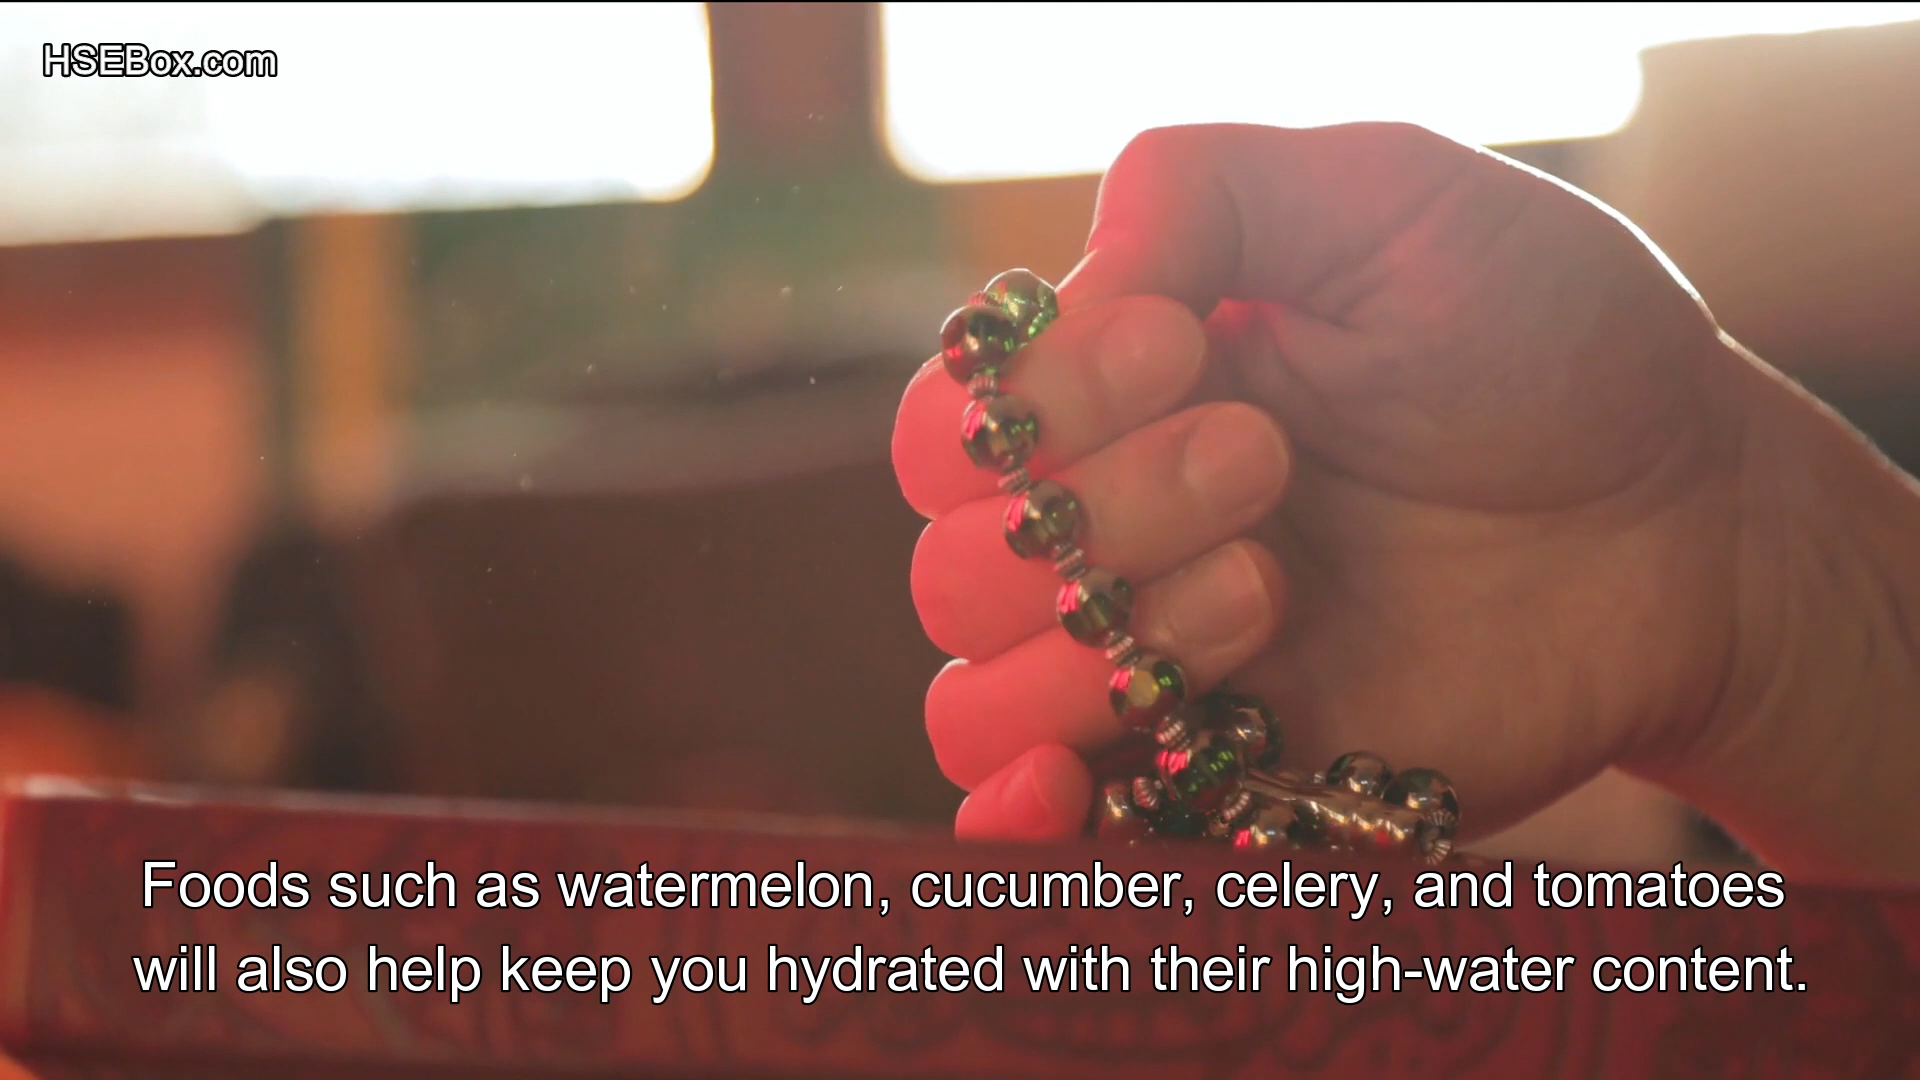 HSEBox.com
Foods such as watermelon, cucumber, celery, and tomatoes
will also help keep you hydrated with their high-water content.